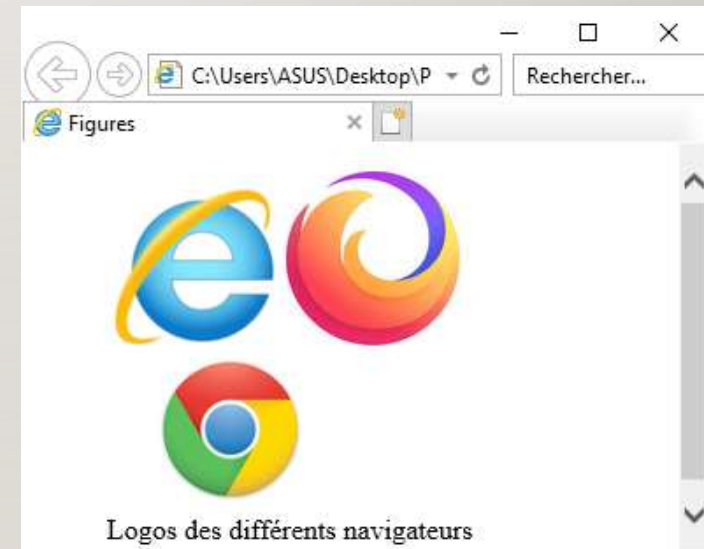 C:\Users\ASUS\Desktop\P
Rechercher...
Figures
Logos des différents navigateurs